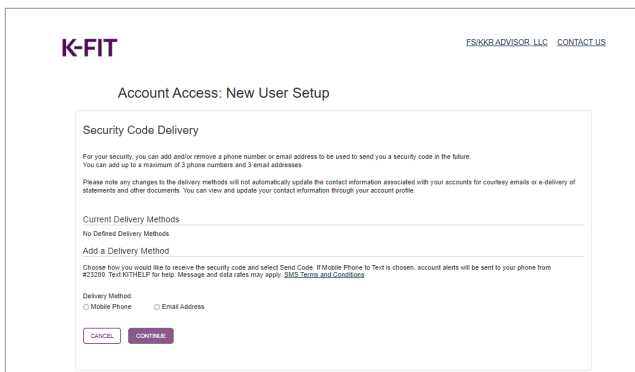 K-FIT
FS/KKR ADVISOR, LLC CONTACT US
Account Access: New User Setup
Security Code Delivery
For your security, you can add and/or remove a phone number or email address to be used to send you a security code in the future.
You can add up to a maximum of 3 phone numbers and 3 email addresses.
Please note any changes to the delivery methods will not automatically update the contact information associated with your accounts for courtesy emails or e-delivery of
statements and other documents. You can view and update your contact information through your account profile.
Current Delivery Methods
No Defined Delivery Methods.
Add a Delivery Method
Choose how you would like to receive the security code and select Send Code. If Mobile Phone to Text is chosen, account alerts will be sent to your phone from
#23200. Text KITHELP for help. Message and data rates may apply. SMS Terms and Conditions.
Delivery Method:
Mobile Phone Email Address
CANCEL CONTINUE